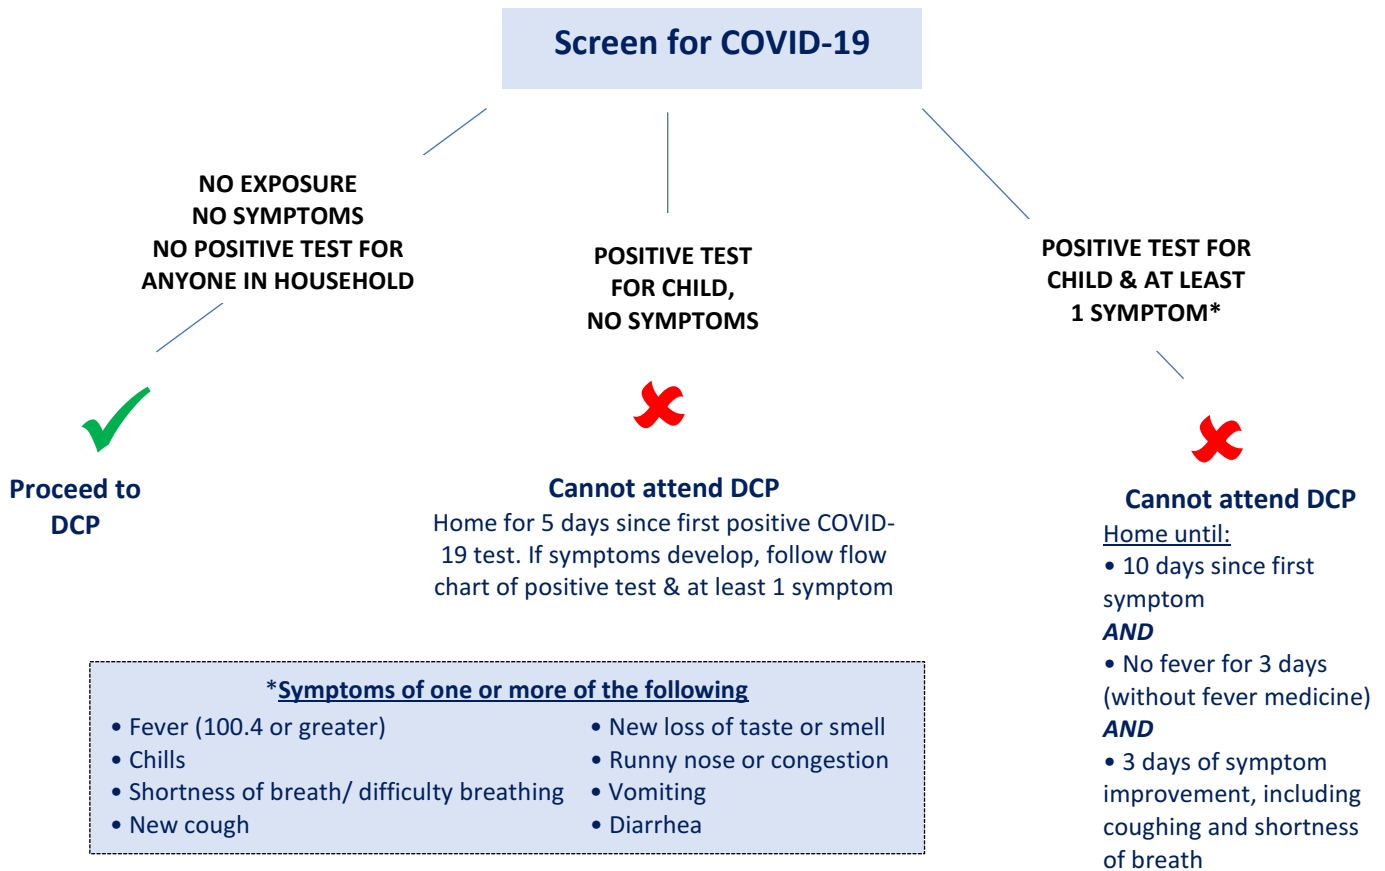 Screen for COVID-19
NO EXPOSURE
NO SYMPTOMS
NO POSITIVE TEST FOR
ANYONE IN HOUSEHOLD
Proceed to
DCP
POSITIVE TEST
FOR CHILD,
NO SYMPTOMS
Cannot attend DCP
Home for 5 days since first positive COVID-
19 test. If symptoms develop, follow flow
chart of positive test & at least 1 symptom
POSITIVE TEST FOR
CHILD & AT LEAST
1 SYMPTOM*
Cannot attend DCP
Home until:
• 10 days since first
symptom
AND
• No fever for 3 days
(without fever medicine)
AND
• 3 days of symptom
improvement, including
coughing and shortness
of breath
*Symptoms of one or more of the following
• Fever (100.4 or greater)
• Chills
• Shortness of breath/ difficulty breathing
• New cough
• New loss of taste or smell
• Runny nose or congestion
• Vomiting
• Diarrhea